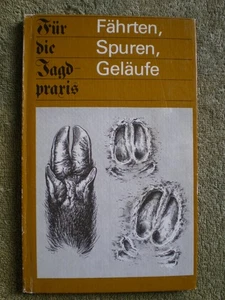 Für
die
Jagd-
praxis
Fährten,
Spuren,
Geläufe